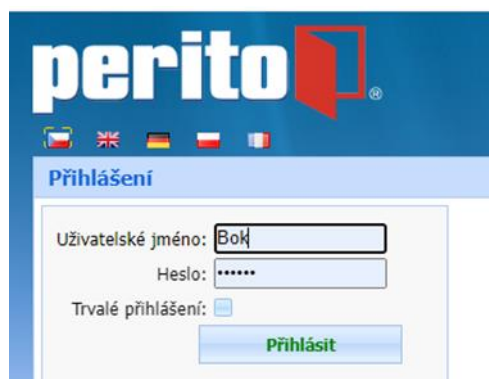 perito®
Přihlášení
Uživatelské jméno: Bok
Heslo: ••••••
Trvalé přihlášení:
Přihlásit